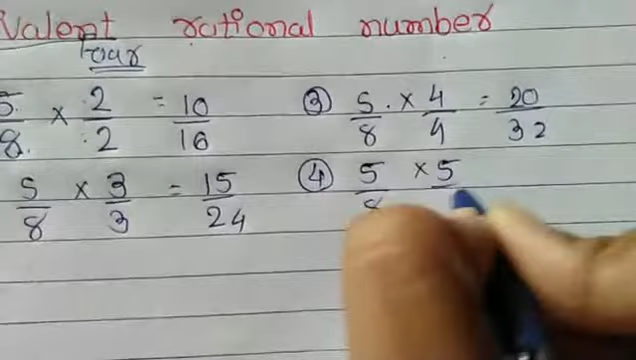 valent rational number
Four
5/8 × 2/2 = 10/16
③ 5/8 × 4/4 = 20/32
5/8 × 3/3 = 15/24
④ 5/8 × 5